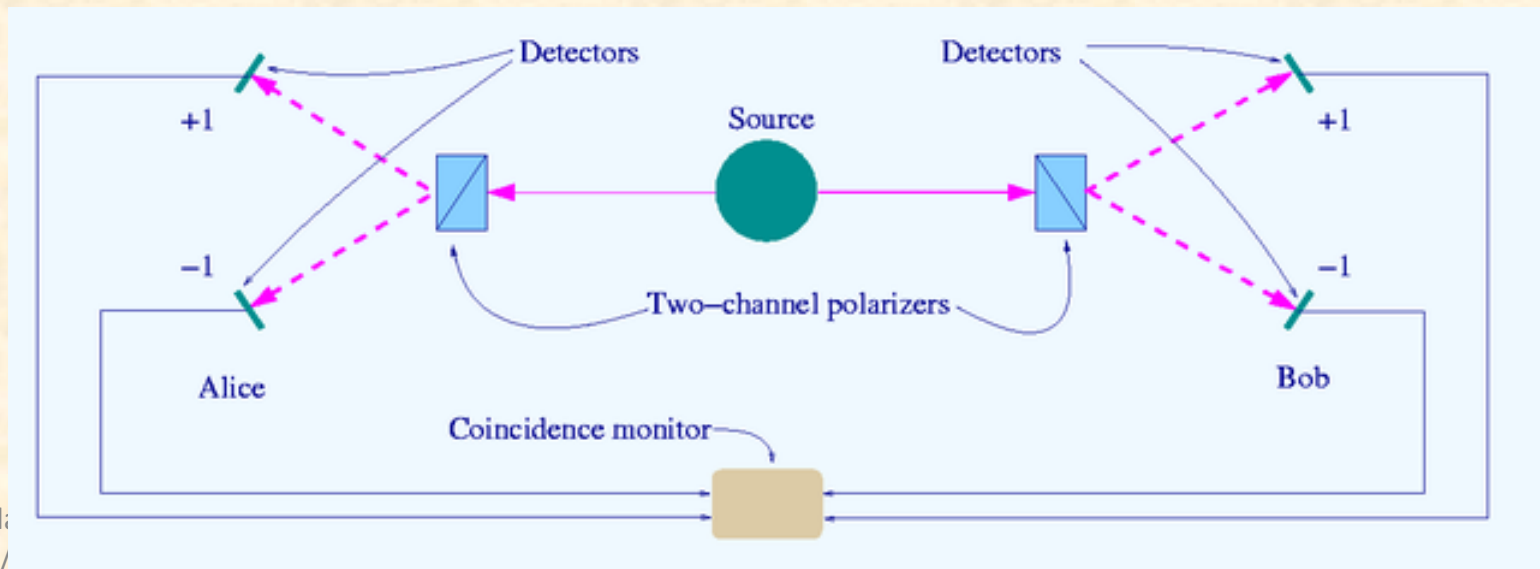 Detectors
Detectors
Source
+1
+1
−1
−1
Two−channel polarizers
Alice
Bob
Coincidence monitor